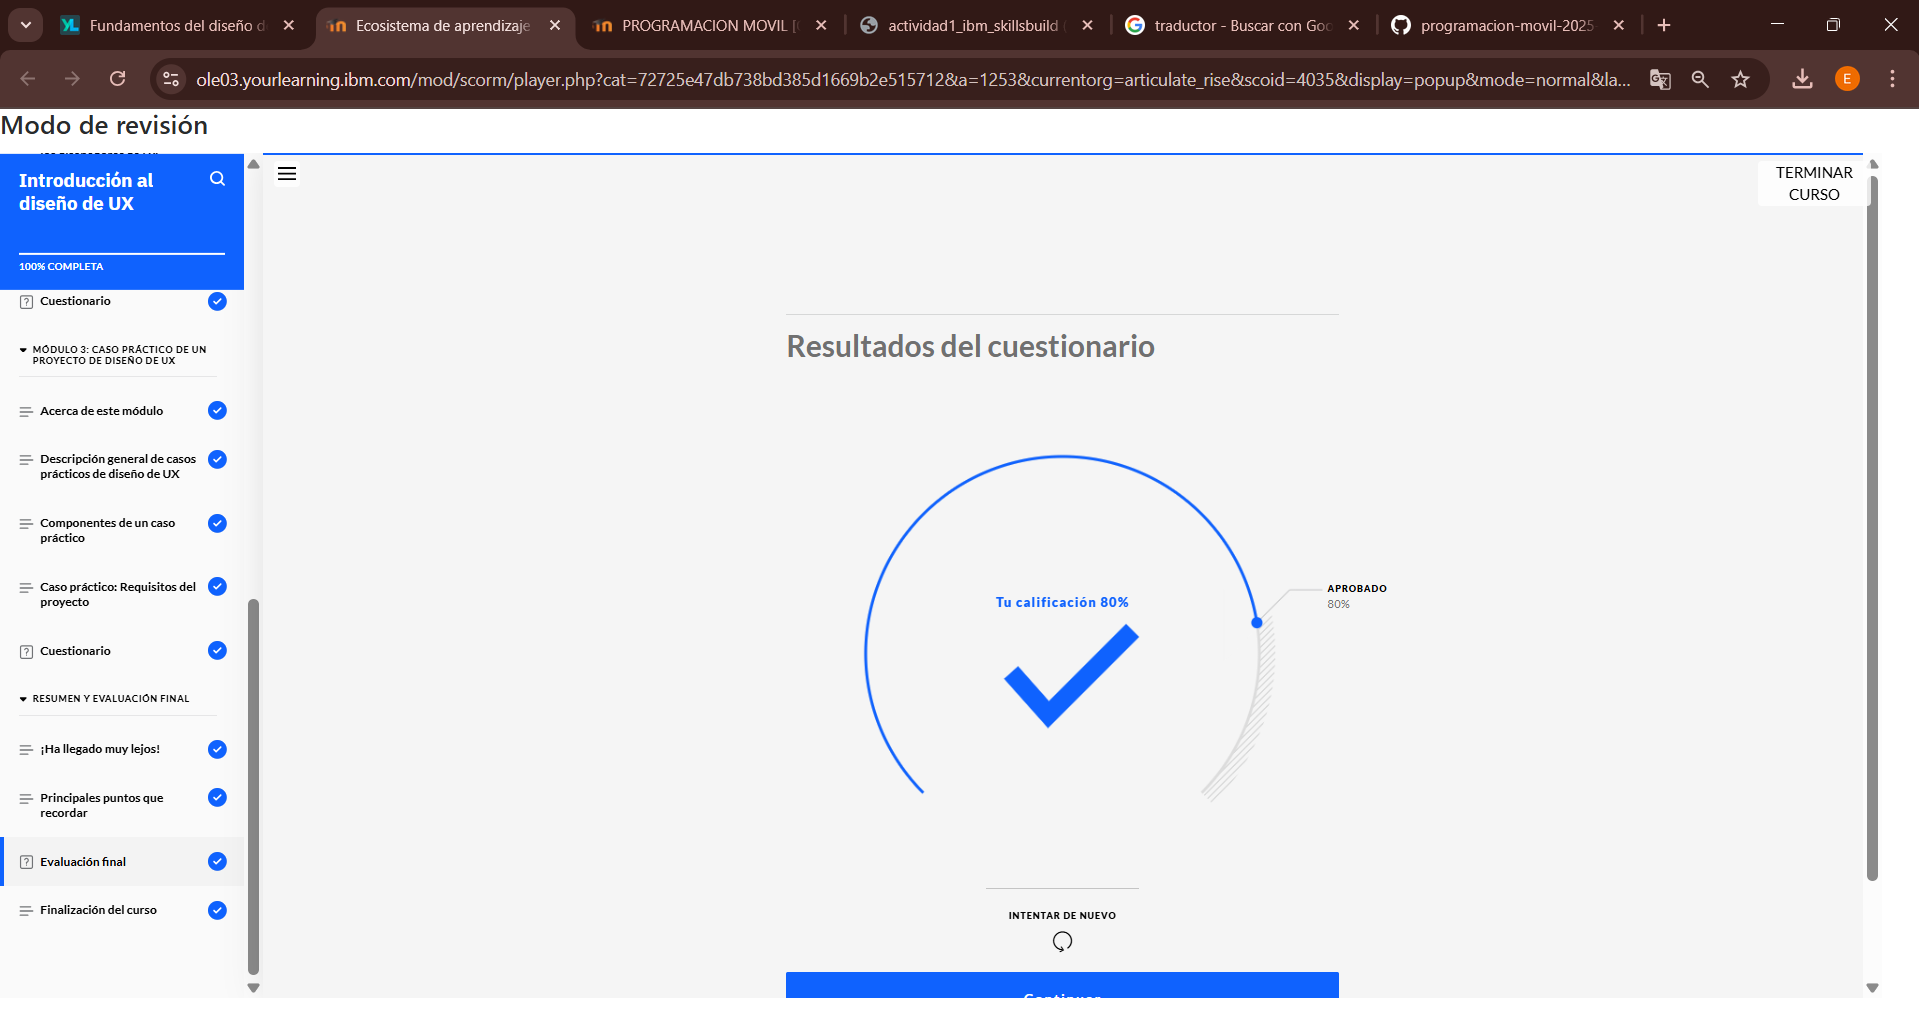 Fundamentos del diseño d
Ecosistema de aprendizaje
PROGRAMACION MOVIL [
actividad1_ibm_skillsbuild (
traductor - Buscar con Goo
programacion-movil-2025-
ole03.yourlearning.ibm.com/mod/scorm/player.php?cat=72725e47db738bd385d1669b2e515712&a=1253&currentorg=articulate_rise&scoid=4035&display=popup&mode=normal&la...
E
Modo de revisión
Introducción al
diseño de UX
100% COMPLETA
Cuestionario
MÓDULO 3: CASO PRÁCTICO DE UN
PROYECTO DE DISEÑO DE UX
Acerca de este módulo
Descripción general de casos
prácticos de diseño de UX
Componentes de un caso
práctico
Caso práctico: Requisitos del
proyecto
Cuestionario
RESUMEN Y EVALUACIÓN FINAL
¡Ha llegado muy lejos!
Principales puntos que
recordar
Evaluación final
Finalización del curso
TERMINAR
CURSO
Resultados del cuestionario
Tu calificación 80%
APROBADO
80%
INTENTAR DE NUEVO
Continuar